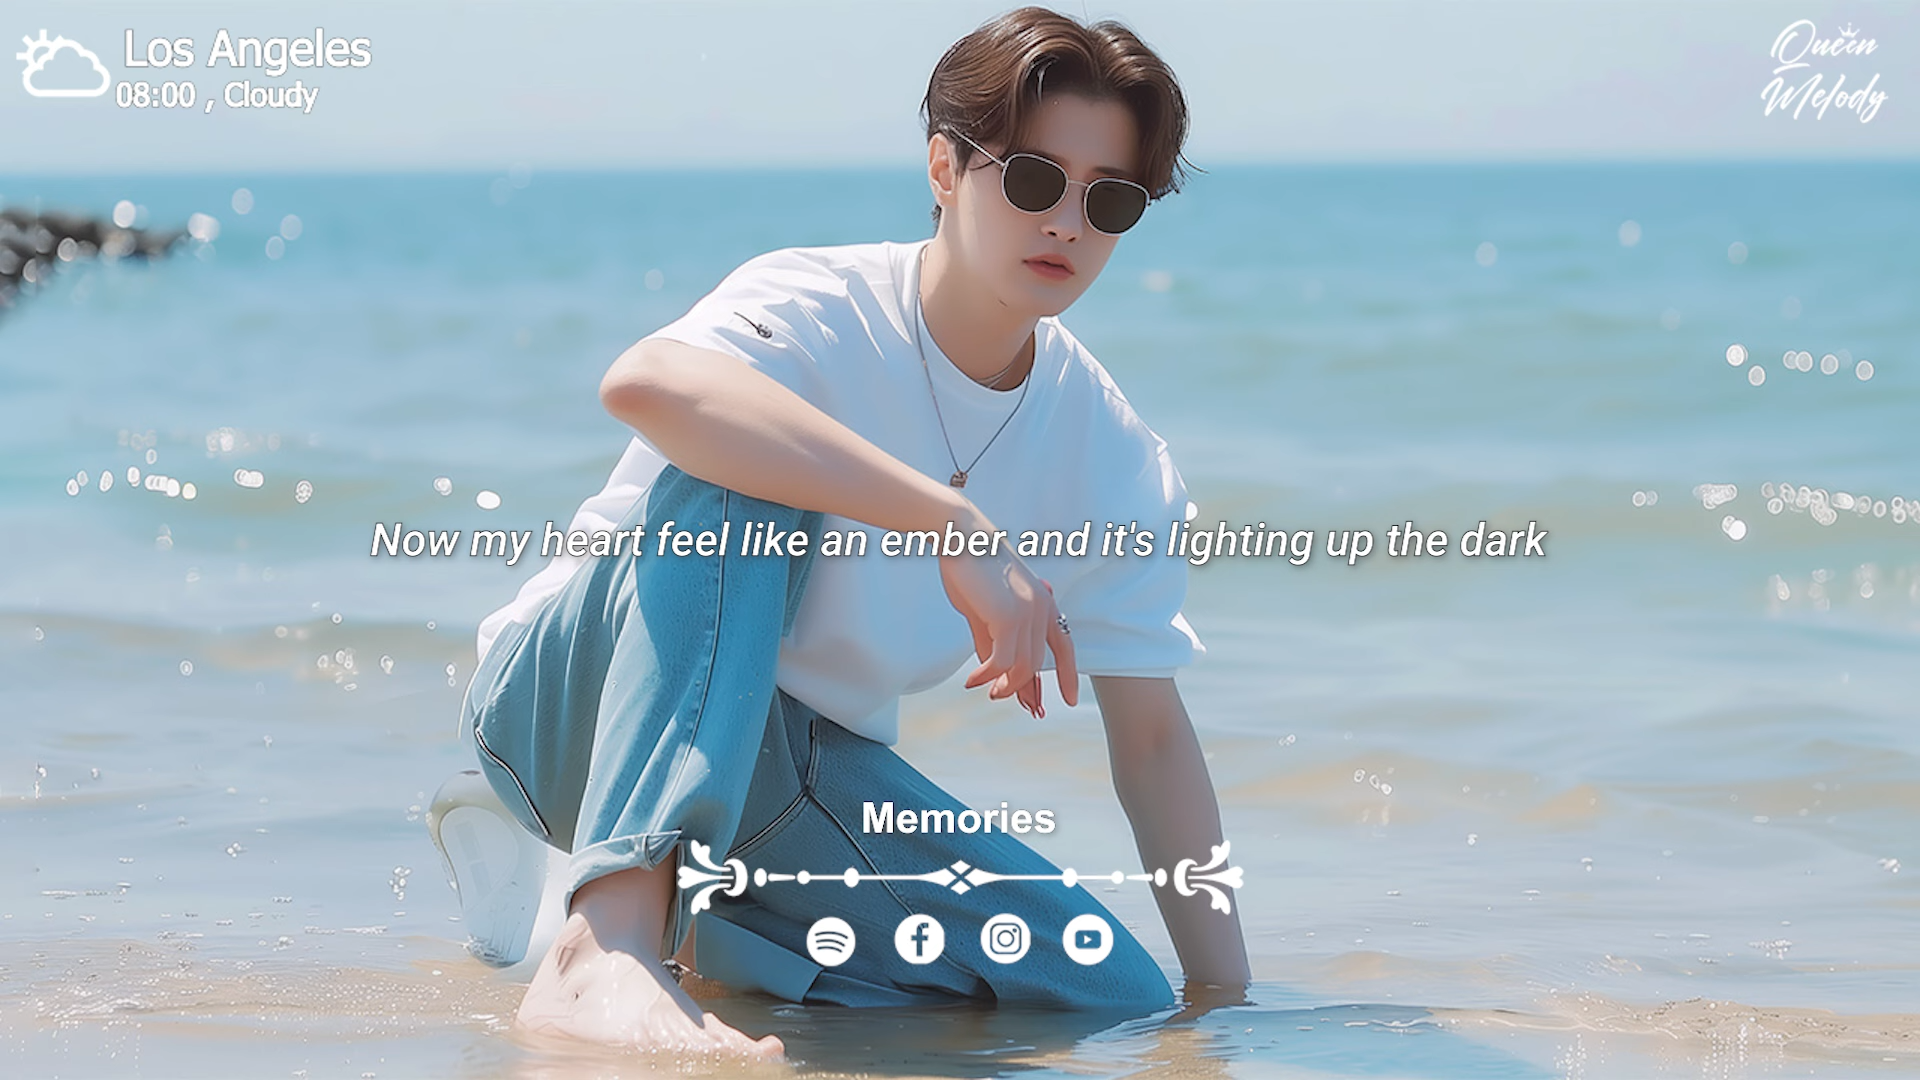 Los Angeles
08:00 , Cloudy
Queen
Melody
Now my heart feel like an ember and it's lighting up the dark
Memories